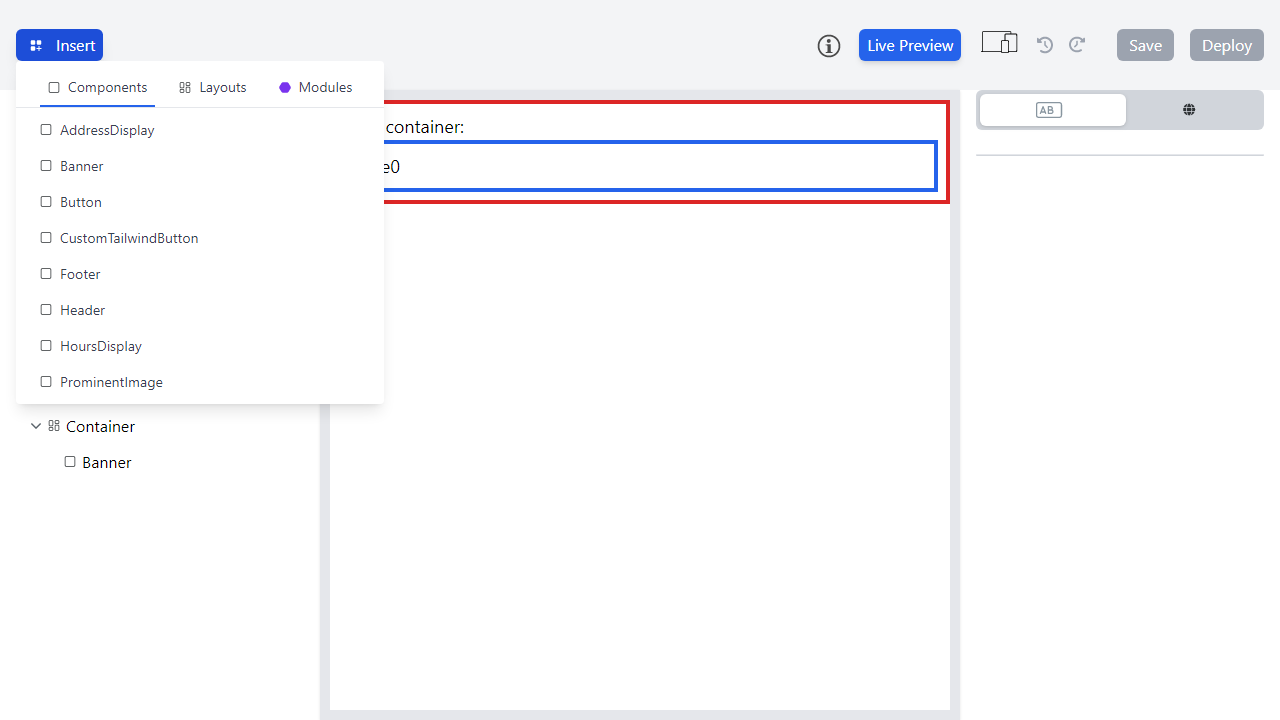 Insert
Live Preview
Save
Deploy
Components
Layouts
Modules
AB
AddressDisplay
container:
Banner
e0
Button
CustomTailwindButton
Footer
Header
HoursDisplay
ProminentImage
Container
Banner